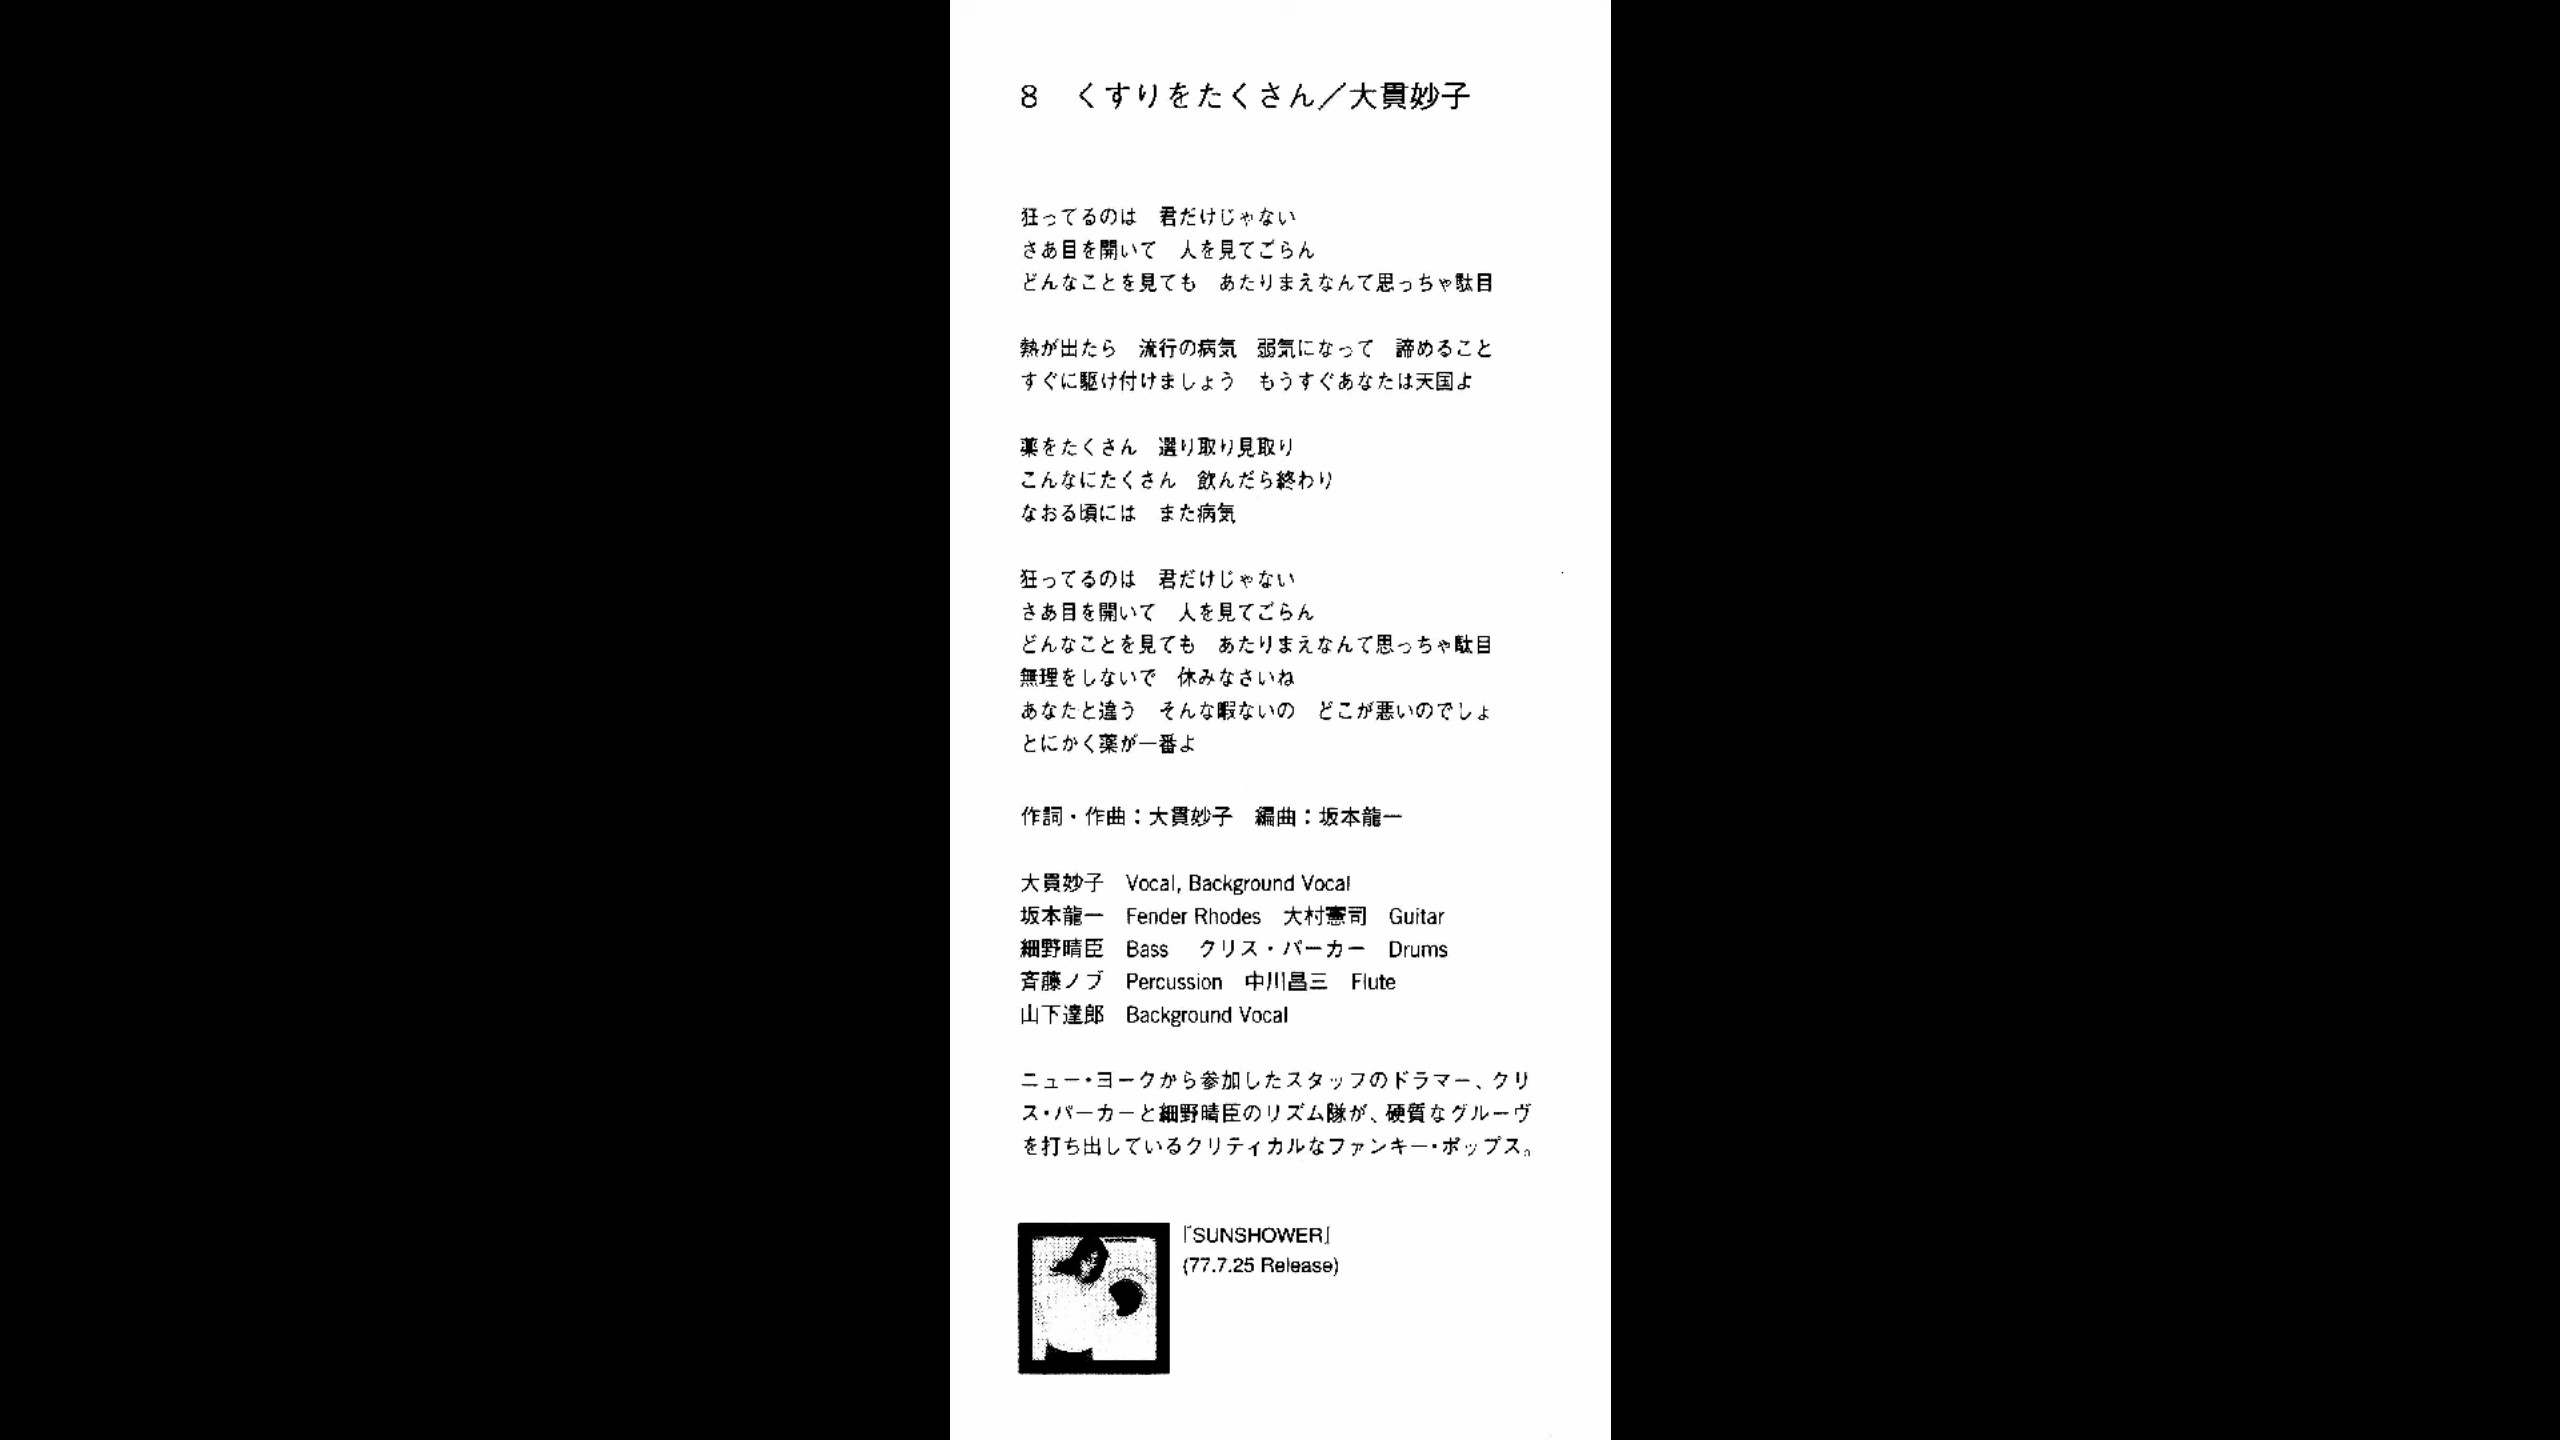 8　くすりをたくさん／大貫妙子
狂ってるのは　君だけじゃない
さあ目を開いて　人を見てごらん
どんなことを見ても　あたりまえなんて思っちゃ駄目
熱が出たら　流行の病気　弱気になって　諦めること
すぐに駆け付けましょう　もうすぐあなたは天国よ
薬をたくさん　選り取り見取り
こんなにたくさん　飲んだら終わり
なおる頃には　また病気
狂ってるのは　君だけじゃない
さあ目を開いて　人を見てごらん
どんなことを見ても　あたりまえなんて思っちゃ駄目
無理をしないで　休みなさいね
あなたと違う　そんな暇ないの　どこが悪いのでしょ
とにかく薬が一番よ
作詞・作曲：大貫妙子　編曲：坂本龍一
大貫妙子　Vocal, Background Vocal
坂本龍一　Fender Rhodes　大村憲司　Guitar
細野晴臣　Bass　クリス・パーカー　Drums
斉藤ノブ　Percussion　中川昌三　Flute
山下達郎　Background Vocal
ニュー・ヨークから参加したスタッフのドラマー、クリ
ス・パーカーと細野晴臣のリズム隊が、硬質なグルーヴ
を打ち出しているクリティカルなファンキー・ポップス。
『SUNSHOWER』
(77.7.25 Release)